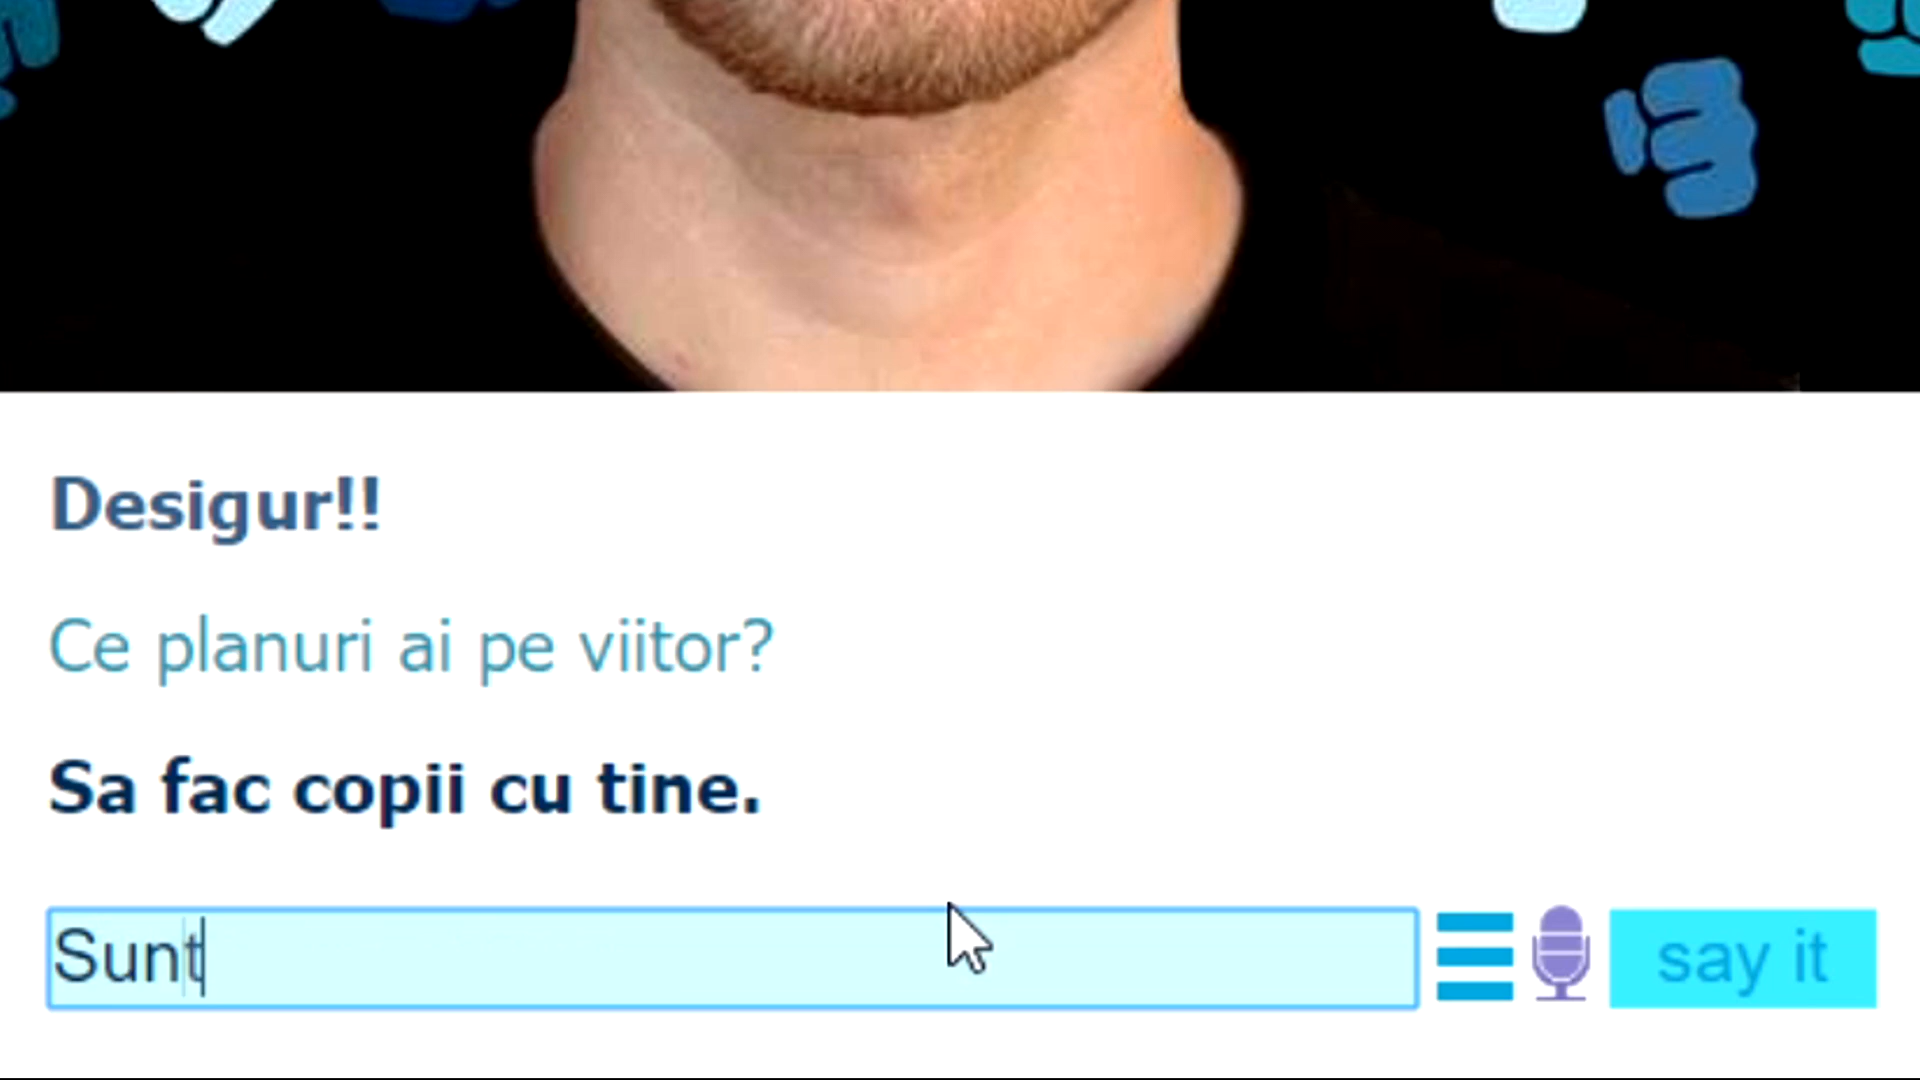 Desigur!!
Ce planuri ai pe viitor?
Sa fac copii cu tine.
Sunt
say it